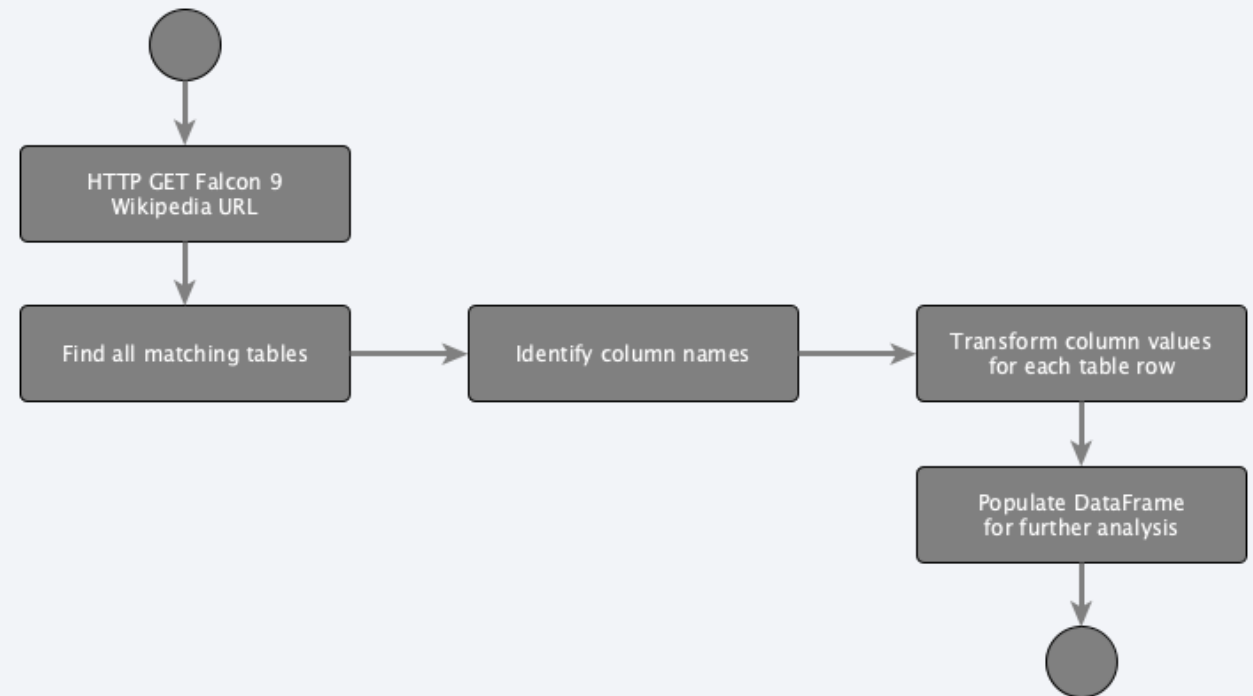 HTTP GET Falcon 9
Wikipedia URL
Find all matching tables
Identify column names
Transform column values
for each table row
Populate DataFrame
for further analysis